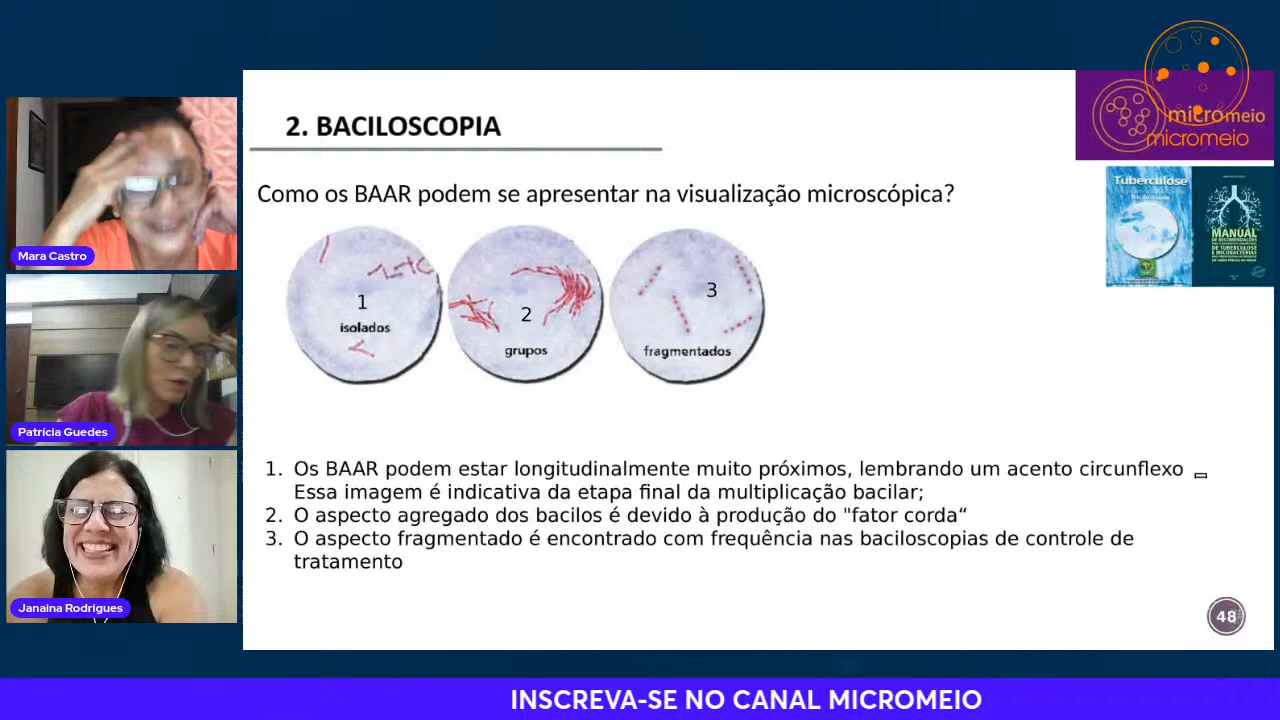 2. BACILOSCOPIA
micromeio
micromeio
Como os BAAR podem se apresentar na visualização microscópica?
Tuberculose
MANUAL
DE RECOMENDAÇÕES
DE TUBERCULOSE
E MICOBACTÉRIAS
1
isolados
2
grupos
3
fragmentados
Mara Castro
Patrícia Guedes
Janaina Rodrigues
1. Os BAAR podem estar longitudinalmente muito próximos, lembrando um acento circunflexo
Essa imagem é indicativa da etapa final da multiplicação bacilar;
2. O aspecto agregado dos bacilos é devido à produção do "fator corda“
3. O aspecto fragmentado é encontrado com frequência nas baciloscopias de controle de
tratamento
48
INSCREVA-SE NO CANAL MICROMEIO